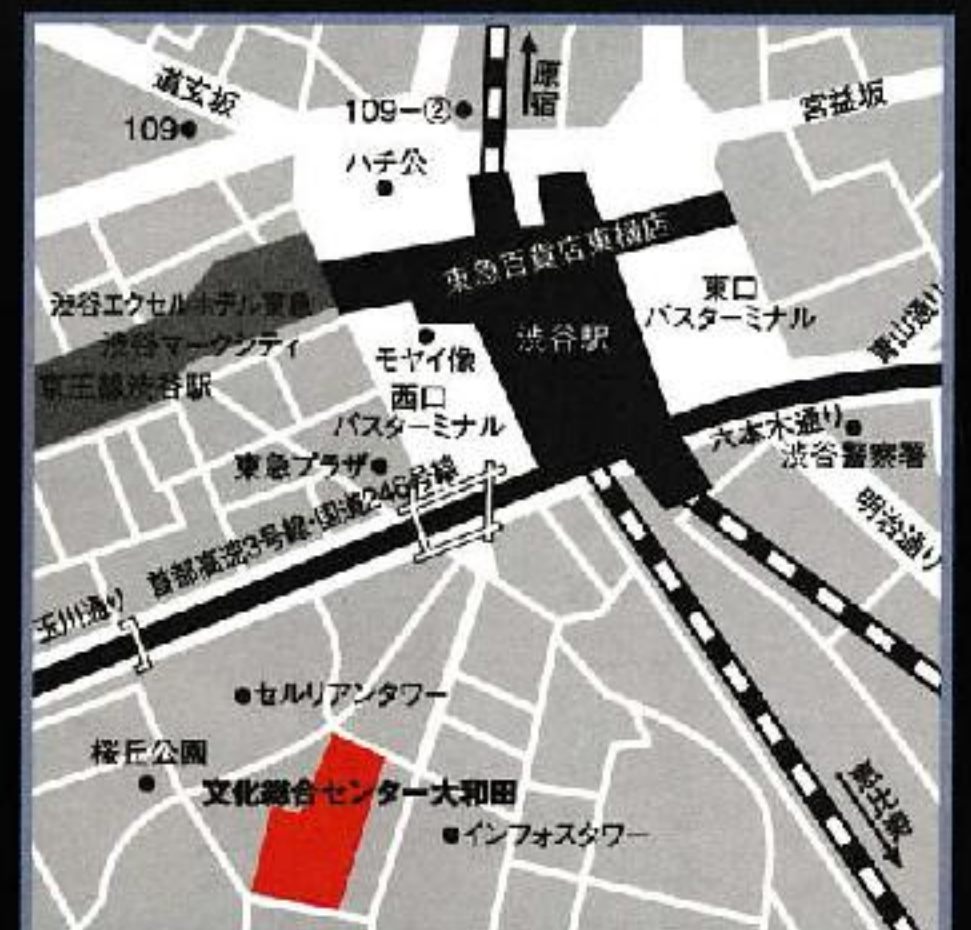 道玄坂
109
109-②
原宿
宮益坂
ハチ公
東急百貨店東横店
渋谷エクセルホテル東急
渋谷マークシティ
京王線渋谷駅
渋谷駅
東口
バスターミナル
青山通り
モヤイ像
西口
バスターミナル
東急プラザ
六本木通り
渋谷警察署
明治通り
首都高速3号線・国道246号線
玉川通り
セルリアンタワー
桜丘公園
文化総合センター大和田
インフォスタワー
恵比寿